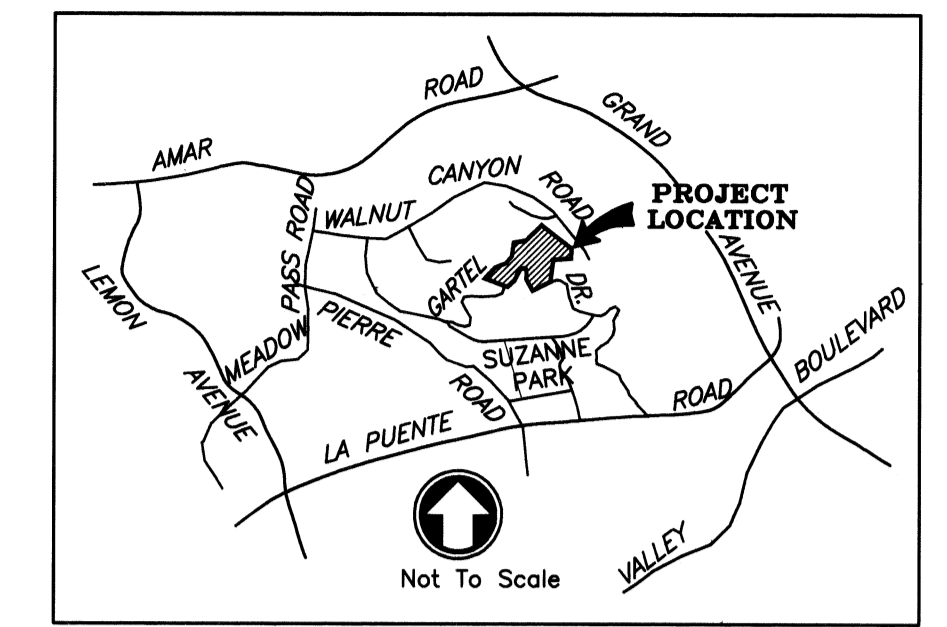 AMAR ROAD
GRAND AVENUE
WALNUT CANYON ROAD
PROJECT
LOCATION
LEMON AVENUE
MEADOW PASS ROAD
GARTEL DR.
PIERRE ROAD
SUZANNE
PARK
LA PUENTE ROAD
VALLEY BOULEVARD
Not To Scale